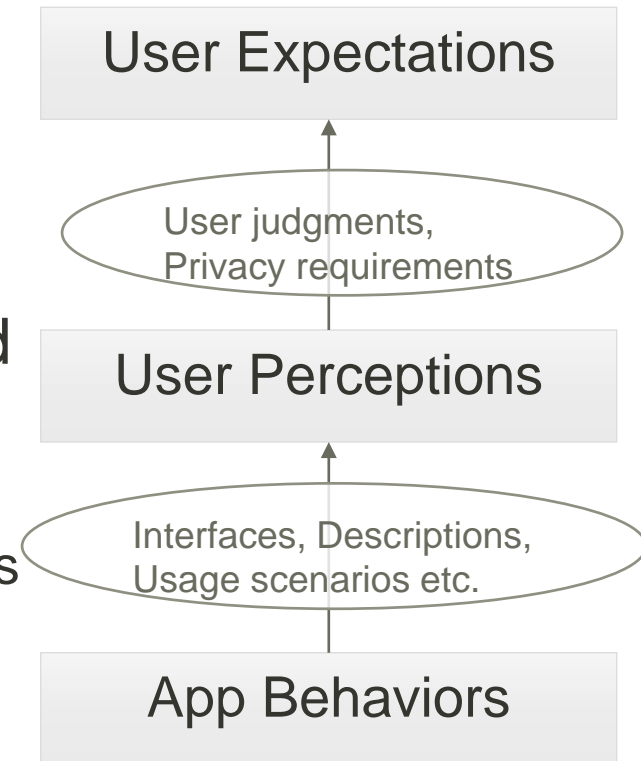 User Expectations
User judgments,
Privacy requirements
User Perceptions
Interfaces, Descriptions,
Usage scenarios etc.
App Behaviors